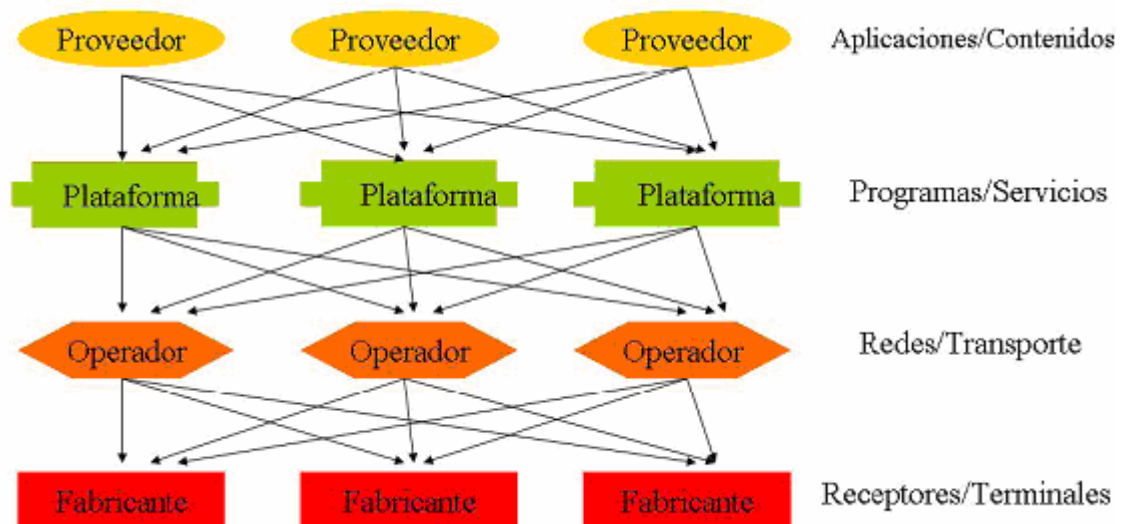 Proveedor Proveedor Proveedor Aplicaciones/Contenidos
Plataforma Plataforma Plataforma Programas/Servicios
Operador Operador Operador Redes/Transporte
Fabricante Fabricante Fabricante Receptores/Terminales